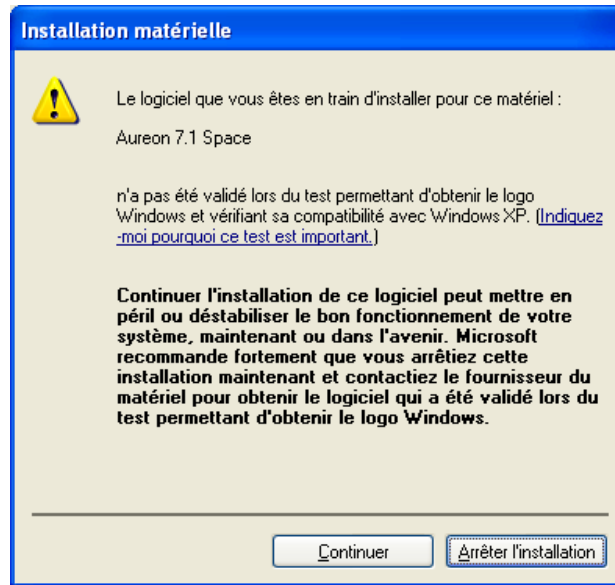 Installation matérielle
Le logiciel que vous êtes en train d'installer pour ce matériel :
Aureon 7.1 Space
n'a pas été validé lors du test permettant d'obtenir le logo
Windows et vérifiant sa compatibilité avec Windows XP. (Indiquez
-moi pourquoi ce test est important.)
Continuer l'installation de ce logiciel peut mettre en
péril ou déstabiliser le bon fonctionnement de votre
système, maintenant ou dans l'avenir. Microsoft
recommande fortement que vous arrêtiez cette
installation maintenant et contactiez le fournisseur du
matériel pour obtenir le logiciel qui a été validé lors du
test permettant d'obtenir le logo Windows.
Continuer
Arrêter l'installation